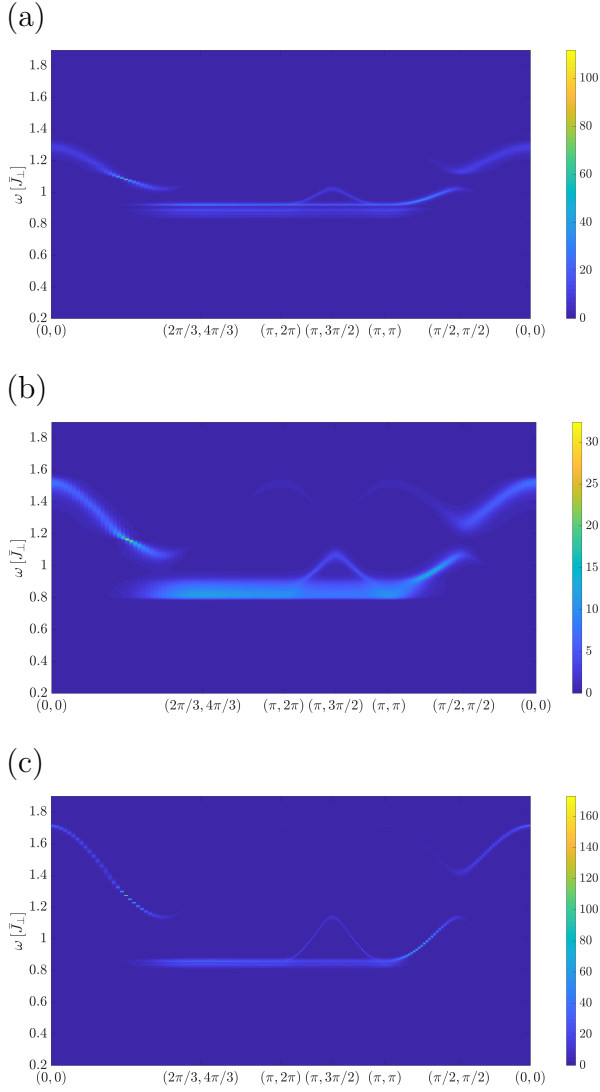 (a)
1.8
1.6
1.4
1.2
1
0.8
0.6
0.4
0.2
ω [J̄⊥]
(0, 0)
(2π/3, 4π/3)
(π, 2π)
(π, 3π/2)
(π, π)
(π/2, π/2)
(0, 0)
100
80
60
40
20
0
(b)
1.8
1.6
1.4
1.2
1
0.8
0.6
0.4
0.2
ω [J̄⊥]
(0, 0)
(2π/3, 4π/3)
(π, 2π)
(π, 3π/2)
(π, π)
(π/2, π/2)
(0, 0)
30
25
20
15
10
5
0
(c)
1.8
1.6
1.4
1.2
1
0.8
0.6
0.4
0.2
ω [J̄⊥]
(0, 0)
(2π/3, 4π/3)
(π, 2π)
(π, 3π/2)
(π, π)
(π/2, π/2)
(0, 0)
160
140
120
100
80
60
40
20
0